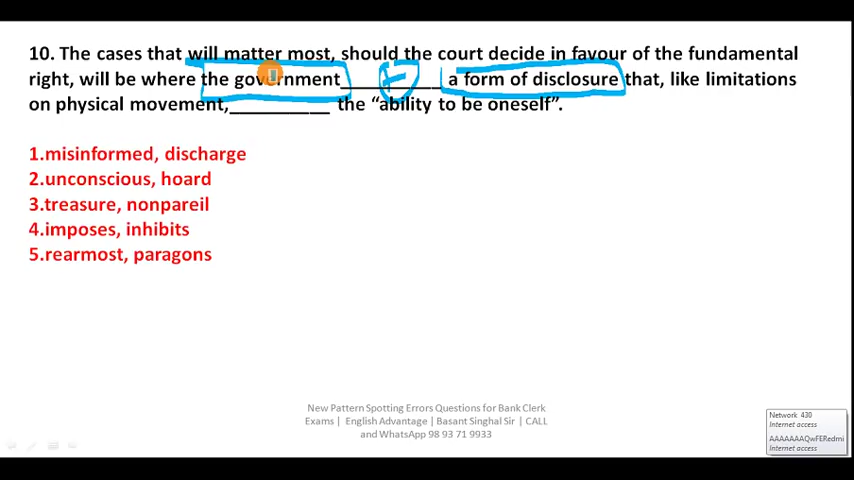 10. The cases that will matter most, should the court decide in favour of the fundamental
right, will be where the government__________ a form of disclosure that, like limitations
on physical movement,__________ the “ability to be oneself”.
1.misinformed, discharge
2.unconscious, hoard
3.treasure, nonpareil
4.imposes, inhibits
5.rearmost, paragons
New Pattern Spotting Errors Questions for Bank Clerk
Exams | English Advantage | Basant Singhal Sir | CALL
and WhatsApp 98 93 71 9933
Network 430
Internet access
AAAAAAAQwFERedmi
Internet access